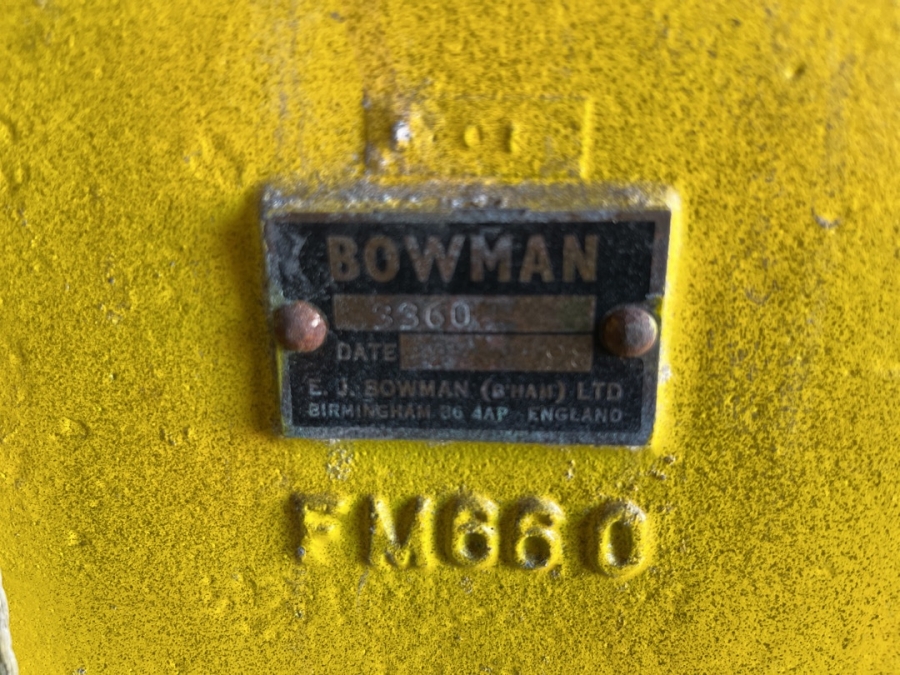 BOWMAN
3360
DATE
E. J. BOWMAN (B'HAM) LTD
BIRMINGHAM B6 4AP ENGLAND
FM660